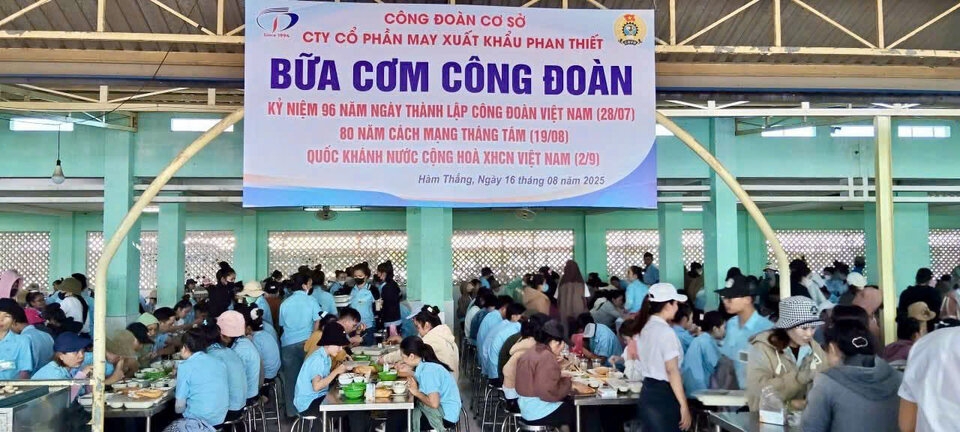 CÔNG ĐOÀN CƠ SỞ
CTY CỔ PHẦN MAY XUẤT KHẨU PHAN THIẾT
Since 1994
BỮA CƠM CÔNG ĐOÀN
KỶ NIỆM 96 NĂM NGÀY THÀNH LẬP CÔNG ĐOÀN VIỆT NAM (28/07)
80 NĂM CÁCH MẠNG THÁNG TÁM (19/08)
QUỐC KHÁNH NƯỚC CỘNG HOÀ XHCN VIỆT NAM (2/9)
Hàm Thắng, Ngày 16 tháng 08 năm 2025